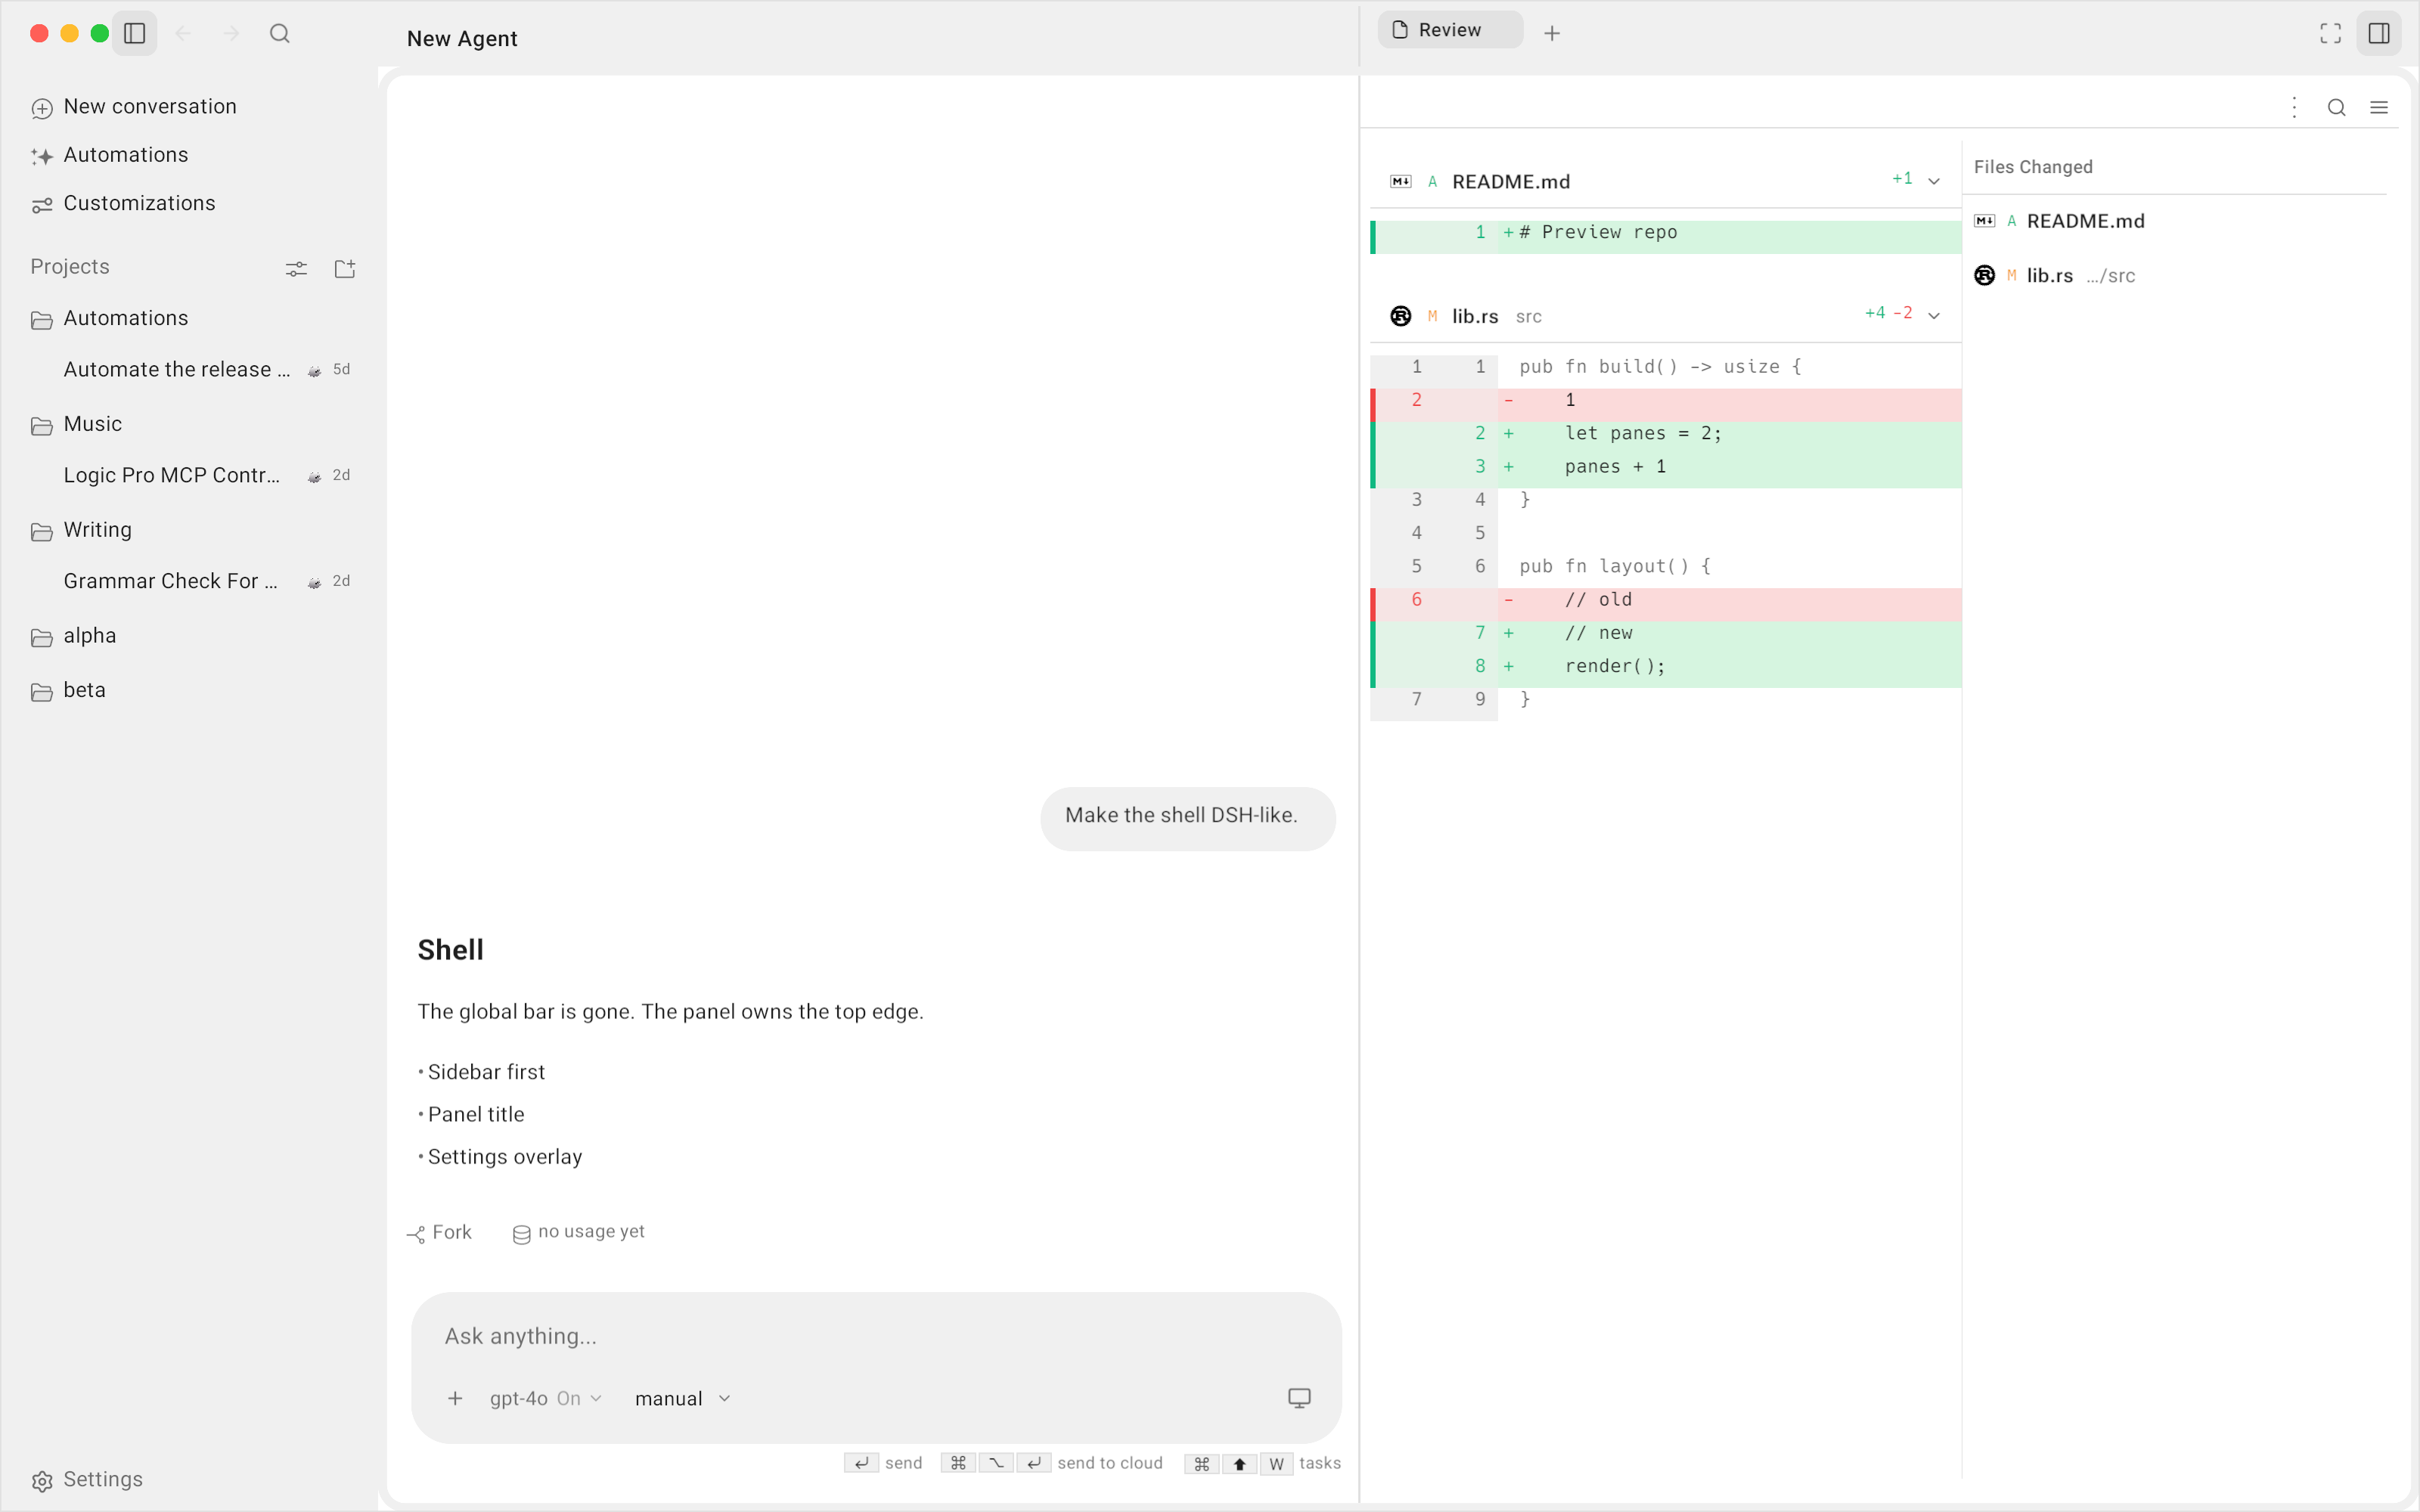 New Agent
Review
New conversation
Automations
Customizations
Projects
Automations
Automate the release ... 5d
Music
Logic Pro MCP Contr... 2d
Writing
Grammar Check For ... 2d
alpha
beta
Settings
Make the shell DSH-like.
Shell
The global bar is gone. The panel owns the top edge.
• Sidebar first
• Panel title
• Settings overlay
Fork no usage yet
Ask anything...
gpt-4o On manual
send ⌘ ⌥ send to cloud ⌘ W tasks
M↓ A README.md +1
1 + # Preview repo
R M lib.rs src +4 -2
1 1 pub fn build() -> usize {
2 - 1
2 + let panes = 2;
3 + panes + 1
3 4 }
4 5
5 6 pub fn layout() {
6 - // old
7 + // new
8 + render();
7 9 }
Files Changed
M↓ A README.md
R M lib.rs .../src